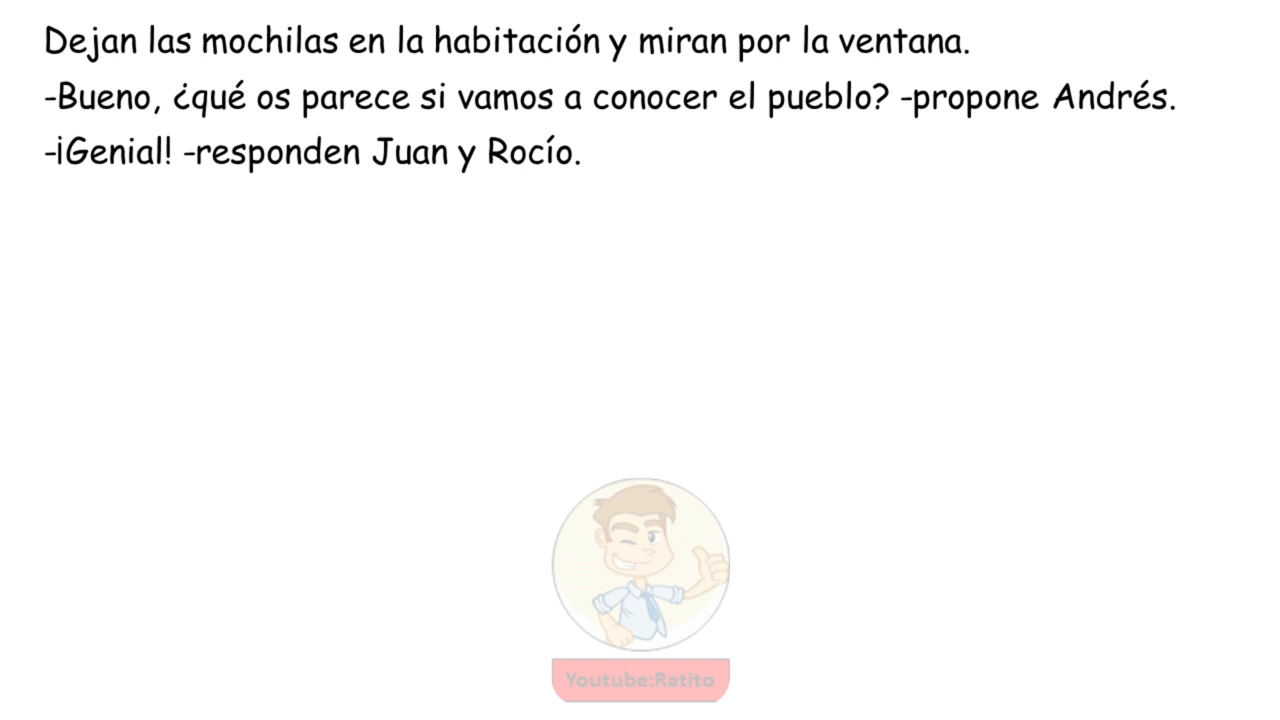 Dejan las mochilas en la habitación y miran por la ventana.
-Bueno, ¿qué os parece si vamos a conocer el pueblo? -propone Andrés.
-¡Genial! -responden Juan y Rocío.
Youtube:Ratito